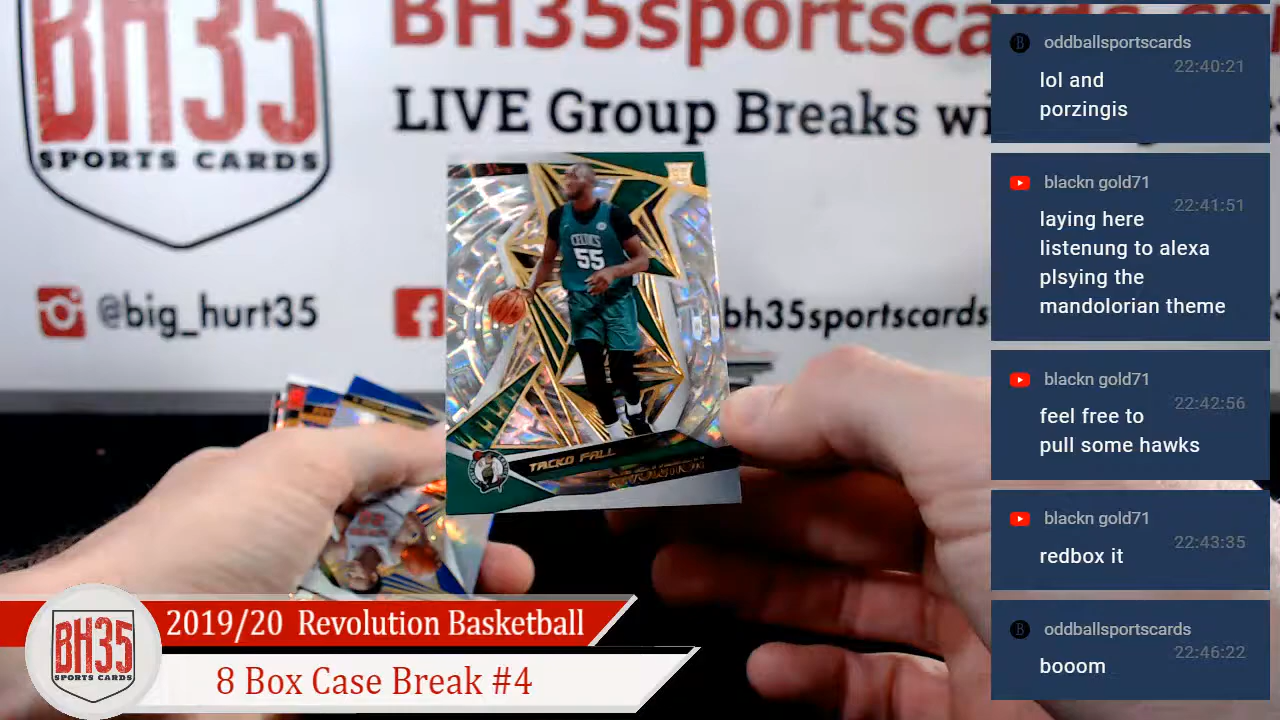 BH35
SPORTS CARDS
BH35sportscards.com
LIVE Group Breaks wi
@big_hurt35
bh35sportscards
RC
CELTICS
55
TACKO FALL
REVOLUTION
BH35
SPORTS CARDS
2019/20 Revolution Basketball
8 Box Case Break #4
oddballsportscards
22:40:21
lol and
porzingis
blackn gold71
22:41:51
laying here
listenung to alexa
plsying the
mandolorian theme
blackn gold71
22:42:56
feel free to
pull some hawks
blackn gold71
22:43:35
redbox it
oddballsportscards
22:46:22
booom